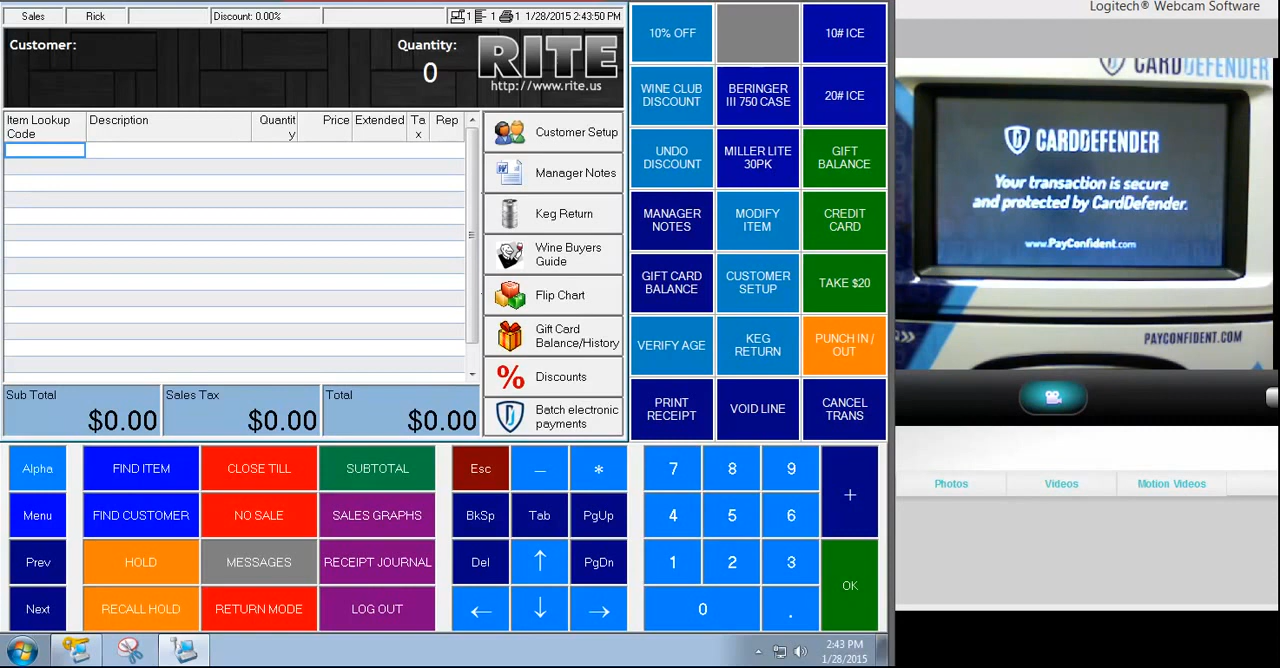 Sales
Rick
Discount: 0.00%
1 1 1 1/28/2015 2:43:50 PM
Customer:
Quantity:
0
RITE
http://www.rite.us
Item Lookup Code
Description
Quantity
Price
Extended
Tax
Rep
Customer Setup
Manager Notes
Keg Return
Wine Buyers Guide
Flip Chart
Gift Card Balance/History
Discounts
Batch electronic payments
Sub Total
$0.00
Sales Tax
$0.00
Total
$0.00
10% OFF
10# ICE
WINE CLUB DISCOUNT
BERINGER III 750 CASE
20# ICE
UNDO DISCOUNT
MILLER LITE 30PK
GIFT BALANCE
MANAGER NOTES
MODIFY ITEM
CREDIT CARD
GIFT CARD BALANCE
CUSTOMER SETUP
TAKE $20
VERIFY AGE
KEG RETURN
PUNCH IN / OUT
PRINT RECEIPT
VOID LINE
CANCEL TRANS
Alpha
FIND ITEM
CLOSE TILL
SUBTOTAL
Esc
_
*
7
8
9
+
Menu
FIND CUSTOMER
NO SALE
SALES GRAPHS
BkSp
Tab
PgUp
4
5
6
Prev
HOLD
MESSAGES
RECEIPT JOURNAL
Del
↑
PgDn
1
2
3
OK
Next
RECALL HOLD
RETURN MODE
LOG OUT
←
↓
→
0
.
2:43 PM
1/28/2015
Logitech® Webcam Software
CARDDEFENDER
CARDDEFENDER
Your transaction is secure
and protected by CardDefender.
www.PayConfident.com
PAYCONFIDENT.COM
Photos
Videos
Motion Videos